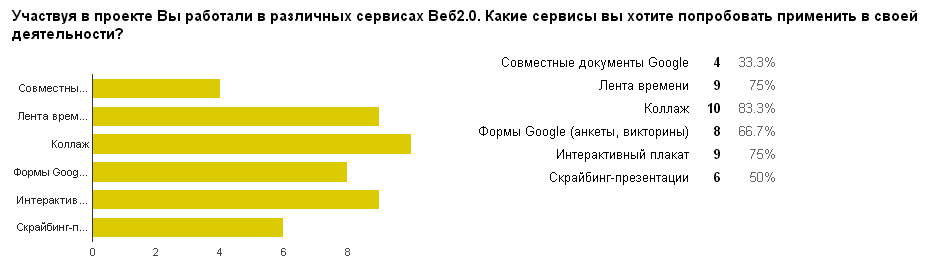 Участвуя в проекте Вы работали в различных сервисах Веб2.0. Какие сервисы вы хотите попробовать применить в своей
деятельности?
Совместны...
Лента врем...
Коллаж
Формы Goog...
Интерактив...
Скрайбинг-п...
0 2 4 6 8
Совместные документы Google 4 33.3%
Лента времени 9 75%
Коллаж 10 83.3%
Формы Google (анкеты, викторины) 8 66.7%
Интерактивный плакат 9 75%
Скрайбинг-презентации 6 50%